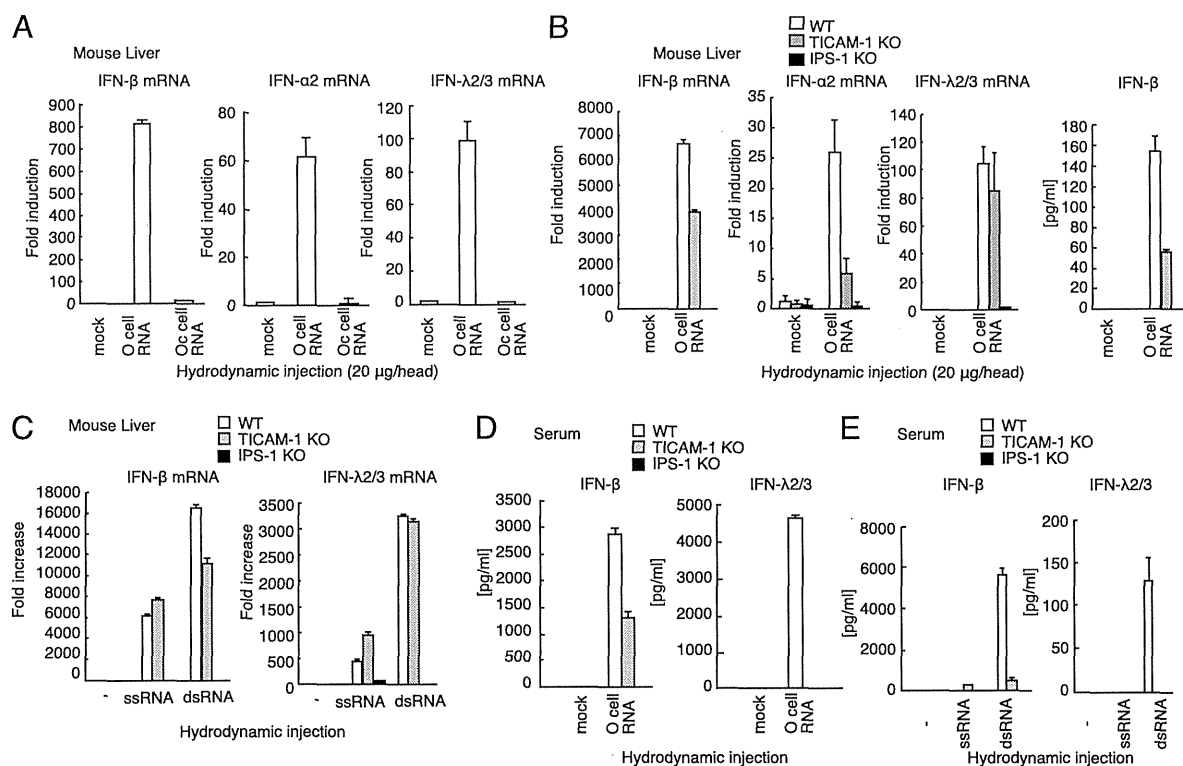 A
Mouse Liver
IFN-β mRNA
IFN-α2 mRNA
IFN-λ2/3 mRNA
Fold induction
900
800
700
600
500
400
300
200
100
0
mock
O cell RNA
Oc cell RNA
Fold induction
80
60
40
20
0
mock
O cell RNA
Oc cell RNA
Fold induction
120
100
80
60
40
20
0
mock
O cell RNA
Oc cell RNA
Hydrodynamic injection (20 µg/head)
B
Mouse Liver
WT
TICAM-1 KO
IPS-1 KO
IFN-β mRNA
IFN-α2 mRNA
IFN-λ2/3 mRNA
IFN-β
Fold induction
8000
7000
6000
5000
4000
3000
2000
1000
0
mock
O cell RNA
Fold induction
35
30
25
20
15
10
5
0
mock
O cell RNA
Fold induction
140
120
100
80
60
40
20
0
mock
O cell RNA
[pg/ml]
180
160
140
120
100
80
60
40
20
0
mock
O cell RNA
Hydrodynamic injection (20 µg/head)
C
Mouse Liver
WT
TICAM-1 KO
IPS-1 KO
IFN-β mRNA
IFN-λ2/3 mRNA
Fold increase
18000
16000
14000
12000
10000
8000
6000
4000
2000
0
- ssRNA dsRNA
Fold increase
3500
3000
2500
2000
1500
1000
500
0
- ssRNA dsRNA
Hydrodynamic injection
D
Serum
WT
TICAM-1 KO
IPS-1 KO
IFN-β
IFN-λ2/3
[pg/ml]
3500
3000
2500
2000
1500
1000
500
0
mock
O cell RNA
[pg/ml]
5000
4000
3000
2000
1000
0
mock
O cell RNA
Hydrodynamic injection
E
Serum
WT
TICAM-1 KO
IPS-1 KO
IFN-β
IFN-λ2/3
[pg/ml]
8000
6000
4000
2000
0
-
ssRNA
dsRNA
[pg/ml]
200
150
100
50
0
-
ssRNA
dsRNA
Hydrodynamic injection